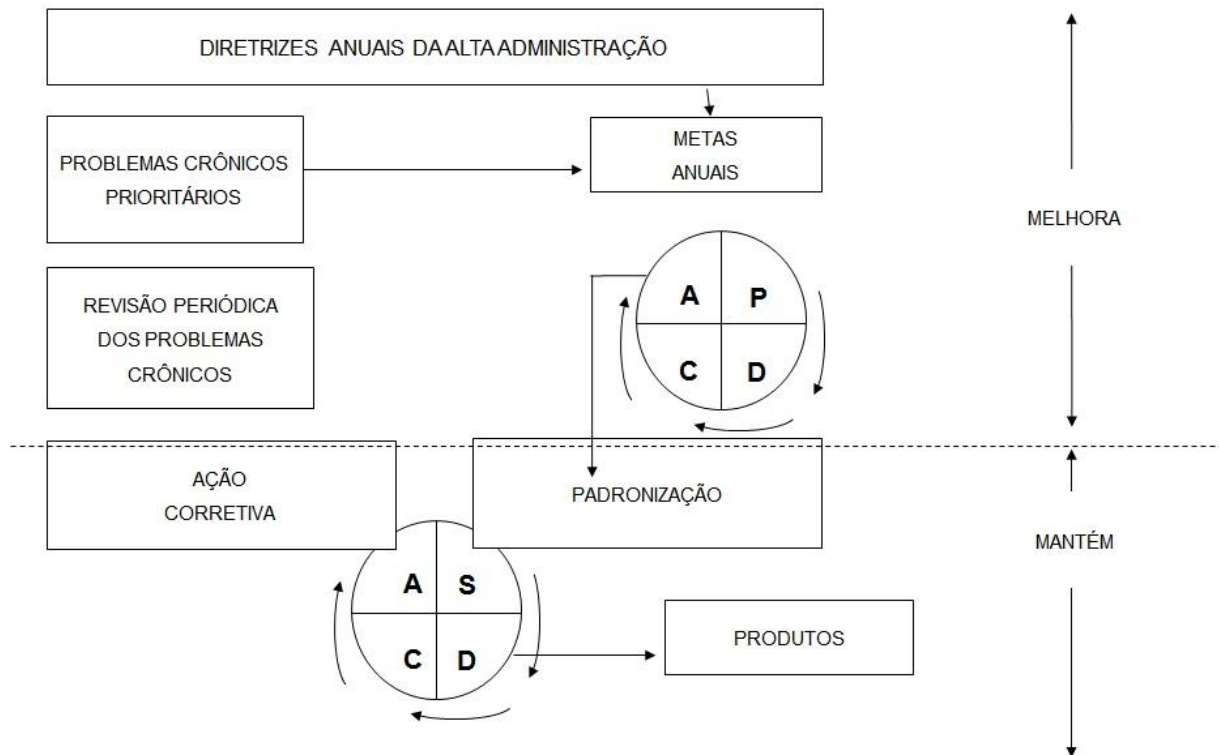 DIRETRIZES ANUAIS DA ALTA ADMINISTRAÇÃO
PROBLEMAS CRÔNICOS
PRIORITÁRIOS
METAS
ANUAIS
MELHORA
REVISÃO PERIÓDICA
DOS PROBLEMAS
CRÔNICOS
A P
C D
AÇÃO
CORRETIVA
PADRONIZAÇÃO
MANTÉM
A S
C D
PRODUTOS